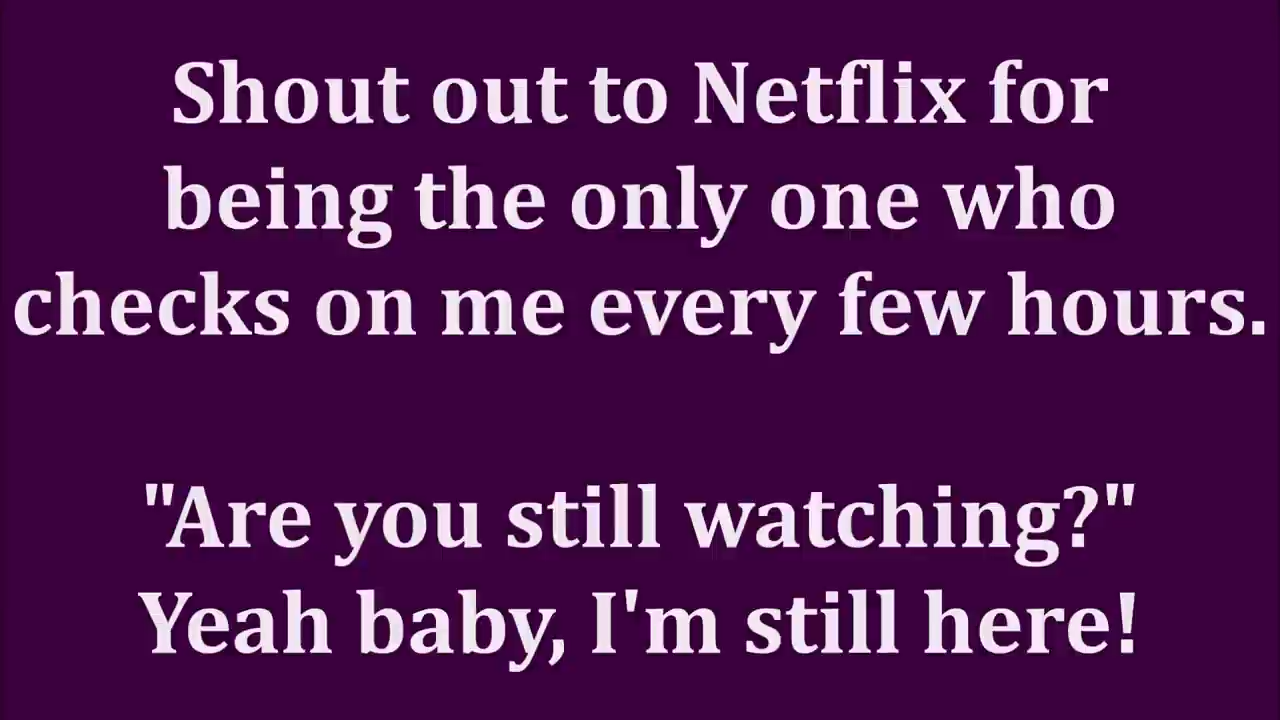 Shout out to Netflix for
being the only one who
checks on me every few hours.
"Are you still watching?"
Yeah baby, I'm still here!